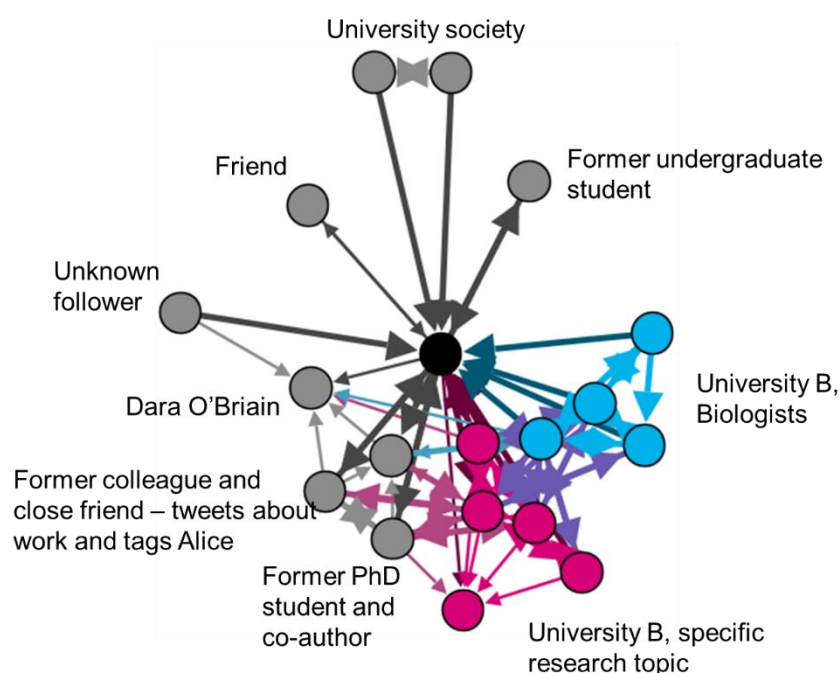 University society
Friend
Former undergraduate
student
Unknown
follower
Dara O’Briain
University B,
Biologists
Former colleague and
close friend – tweets about
work and tags Alice
Former PhD
student and
co-author
University B, specific
research topic